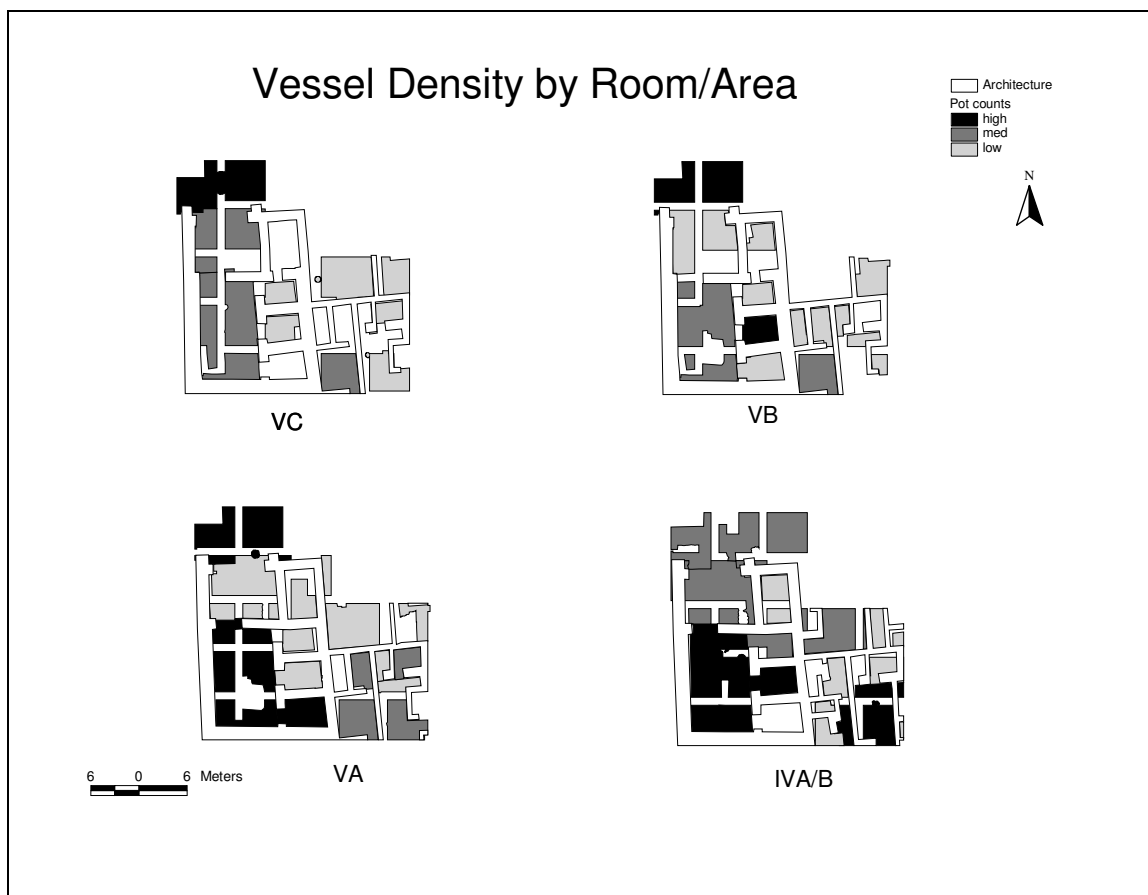 Vessel Density by Room/Area
Architecture
Pot counts
high
med
low
N
VC
VB
VA
IVA/B
6 0 6 Meters